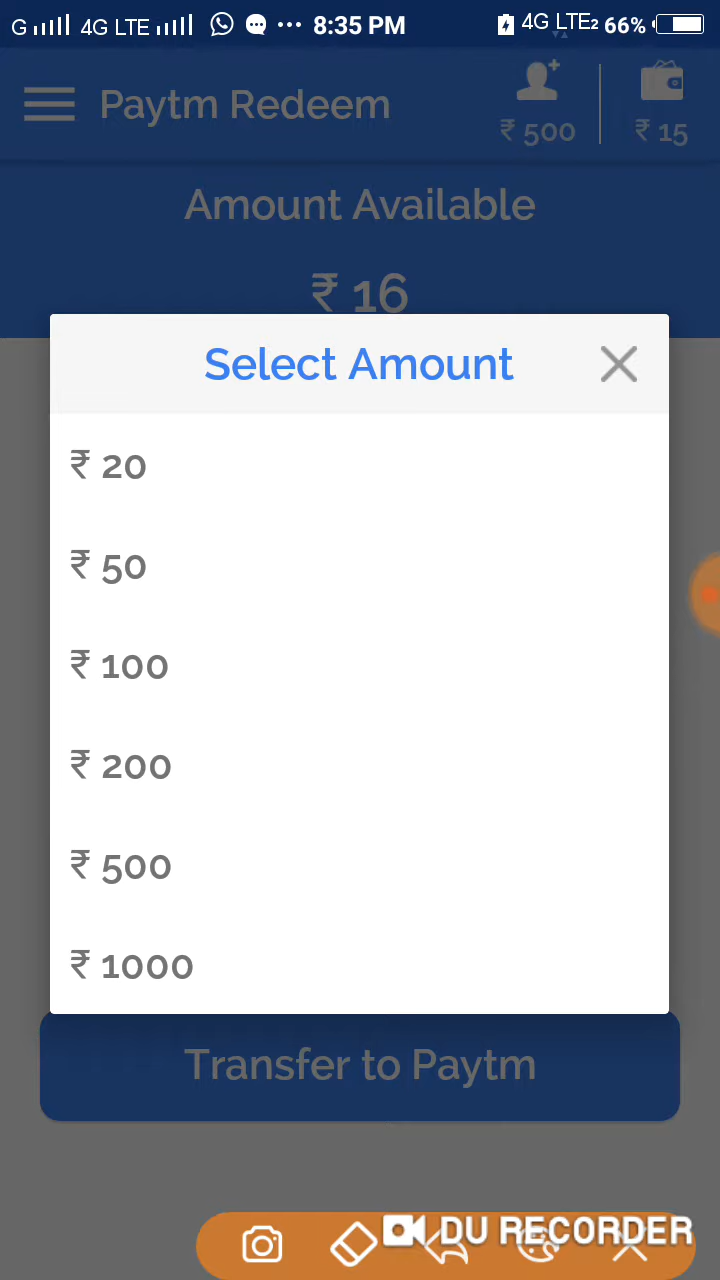 G 4G LTE 8:35 PM 4G LTE2 66%
Paytm Redeem ₹ 500 ₹ 15
Amount Available
₹ 16
Select Amount
₹ 20
₹ 50
₹ 100
₹ 200
₹ 500
₹ 1000
Transfer to Paytm
DU RECORDER